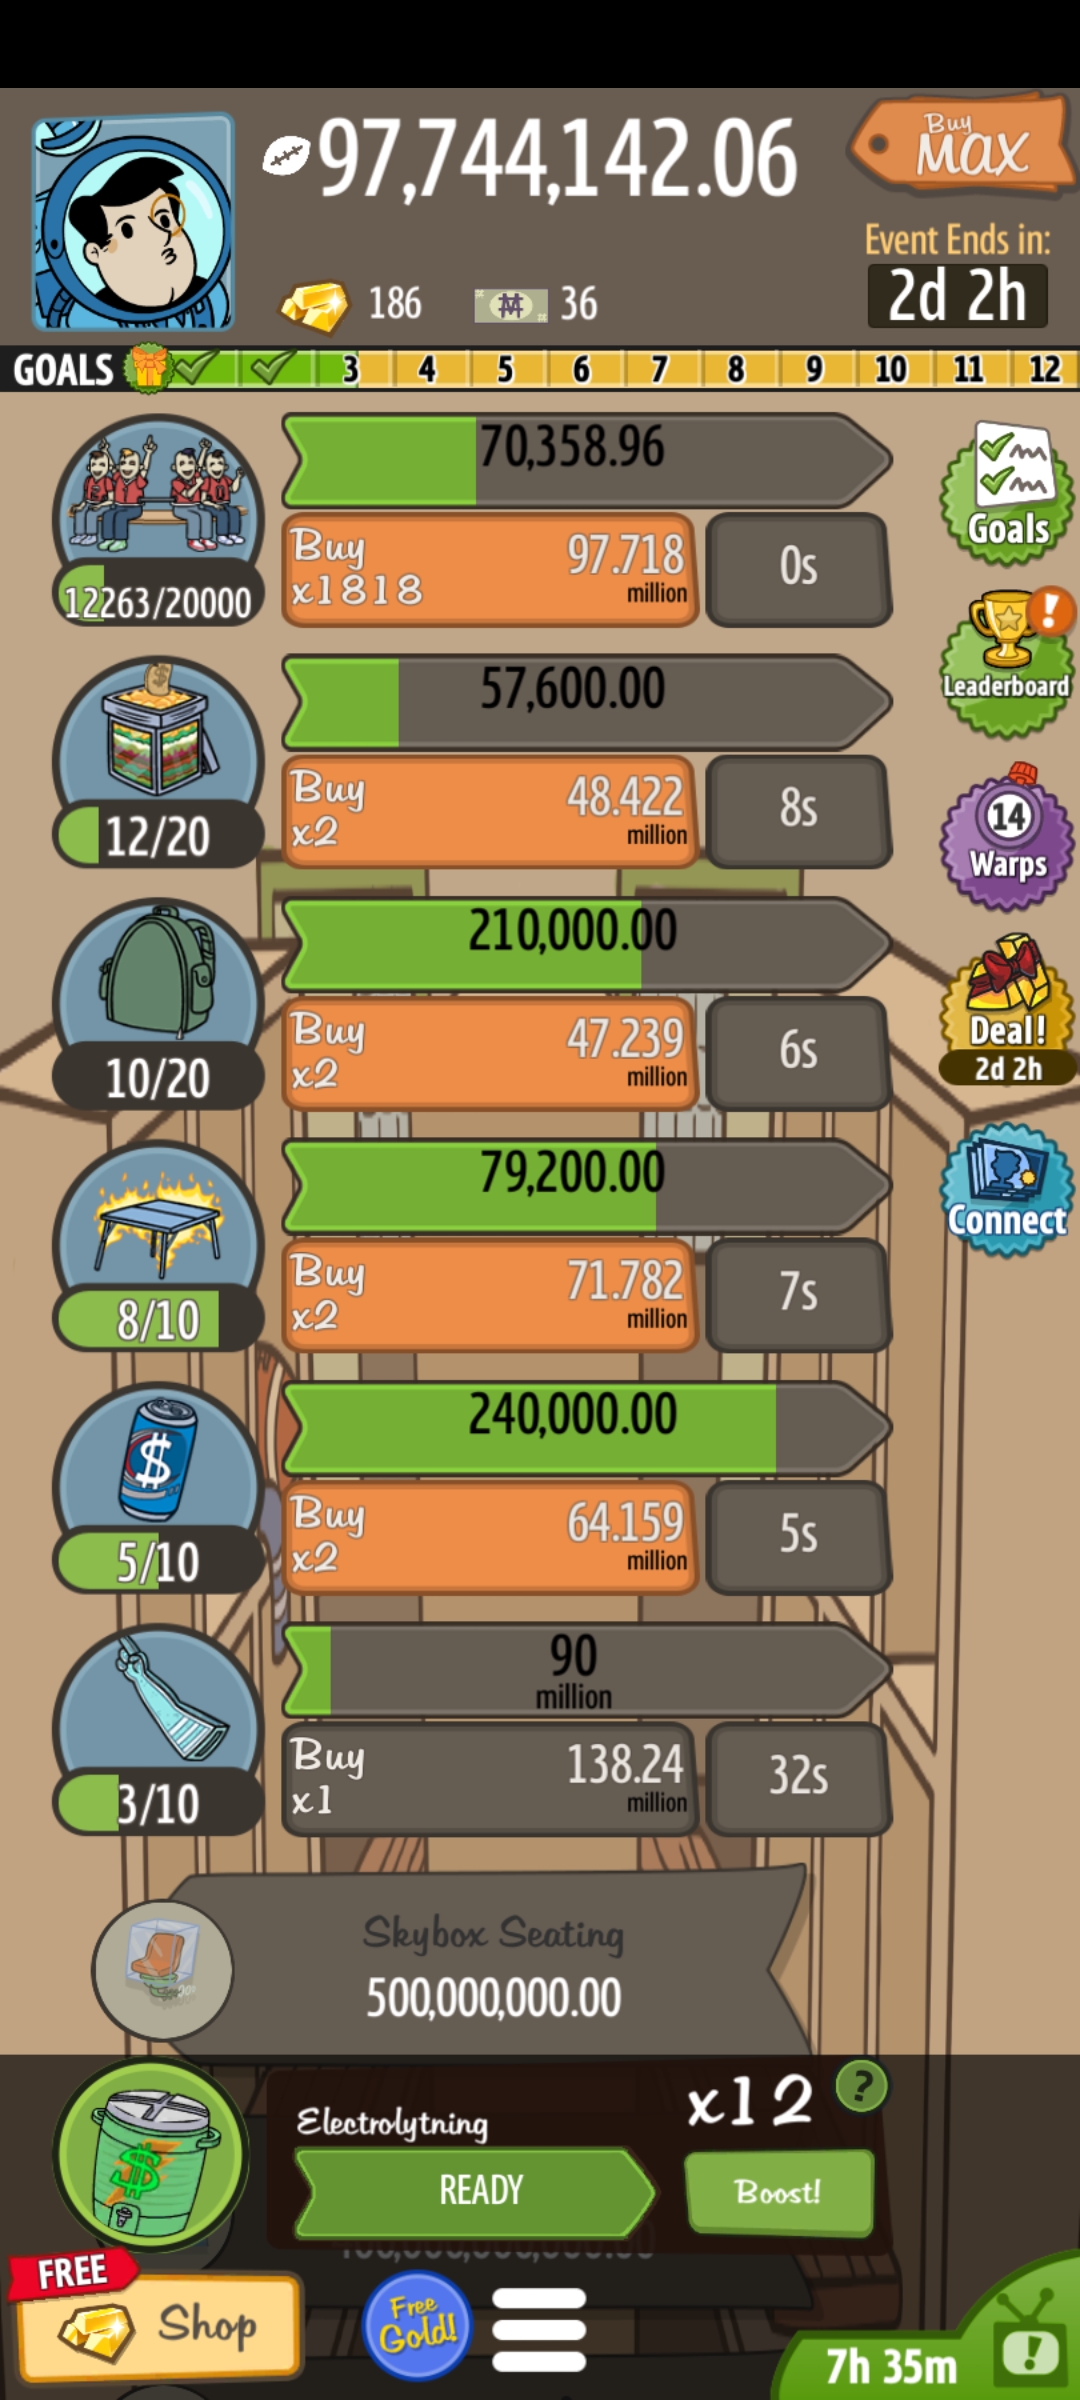 97,744,142.06
Buy
MAX
Event Ends in:
2d 2h
186
36
GOALS 3 4 5 6 7 8 9 10 11 12
70,358.96
Buy
x1818
97.718
million
0s
12263/20000
57,600.00
Buy
x2
48.422
million
8s
12/20
210,000.00
Buy
x2
47.239
million
6s
10/20
79,200.00
Buy
x2
71.782
million
7s
8/10
240,000.00
Buy
x2
64.159
million
5s
5/10
90
million
Buy
x1
138.24
million
32s
3/10
Goals
!
Leaderboard
14
Warps
Deal!
2d 2h
Connect
Skybox Seating
500,000,000.00
Electrolytning
x12
?
READY
Boost!
FREE
Shop
Free
Gold!
7h 35m
!